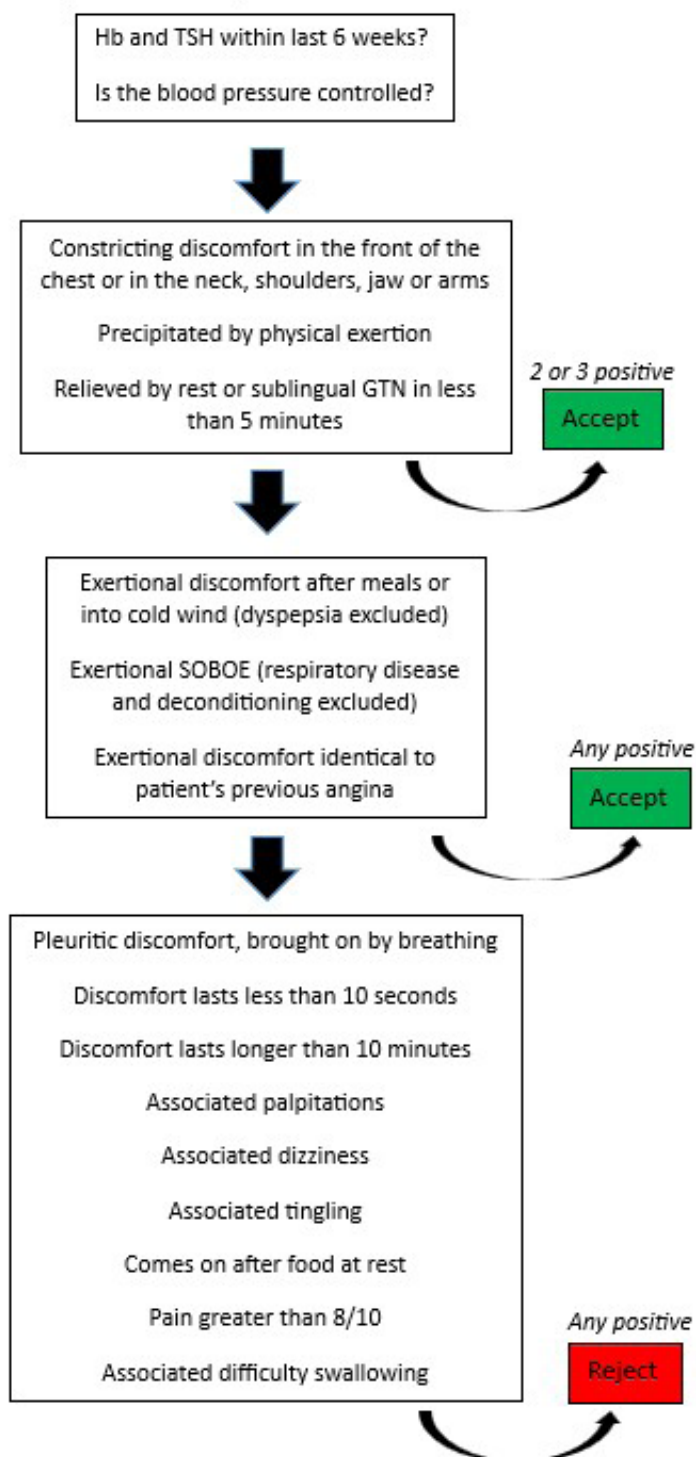 Hb and TSH within last 6 weeks?
Is the blood pressure controlled?
Constricting discomfort in the front of the
chest or in the neck, shoulders, jaw or arms
Precipitated by physical exertion
Relieved by rest or sublingual GTN in less
than 5 minutes
2 or 3 positive
Accept
Exertional discomfort after meals or
into cold wind (dyspepsia excluded)
Exertional SOBOE (respiratory disease
and deconditioning excluded)
Exertional discomfort identical to
patient's previous angina
Any positive
Accept
Pleuritic discomfort, brought on by breathing
Discomfort lasts less than 10 seconds
Discomfort lasts longer than 10 minutes
Associated palpitations
Associated dizziness
Associated tingling
Comes on after food at rest
Pain greater than 8/10
Associated difficulty swallowing
Any positive
Reject